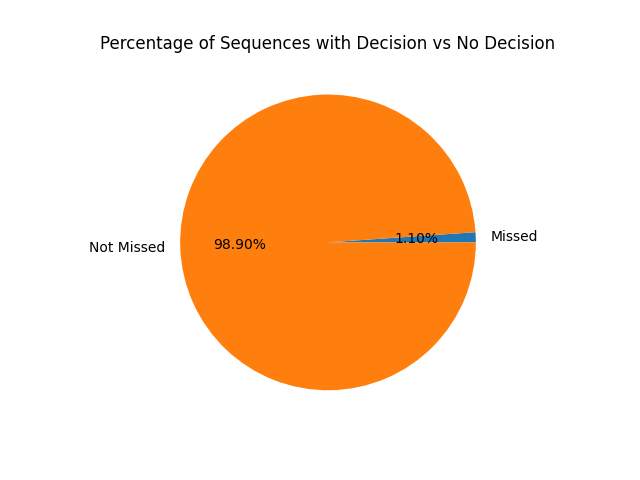 Percentage of Sequences with Decision vs No Decision
Missed
1.10%
Not Missed
98.90%